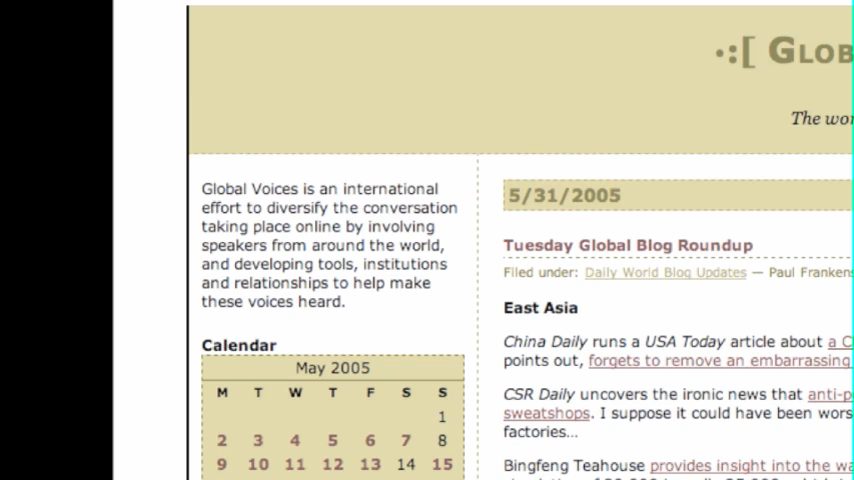 ·:[ GLOB
The wor
Global Voices is an international
effort to diversify the conversation
taking place online by involving
speakers from around the world,
and developing tools, institutions
and relationships to help make
these voices heard.
Calendar
May 2005
M T W T F S S
1
2 3 4 5 6 7 8
9 10 11 12 13 14 15
5/31/2005
Tuesday Global Blog Roundup
Filed under: Daily World Blog Updates — Paul Frankens
East Asia
China Daily runs a USA Today article about a C
points out, forgets to remove an embarrassing
CSR Daily uncovers the ironic news that anti-p
sweatshops. I suppose it could have been wors
factories...
Bingfeng Teahouse provides insight into the wa